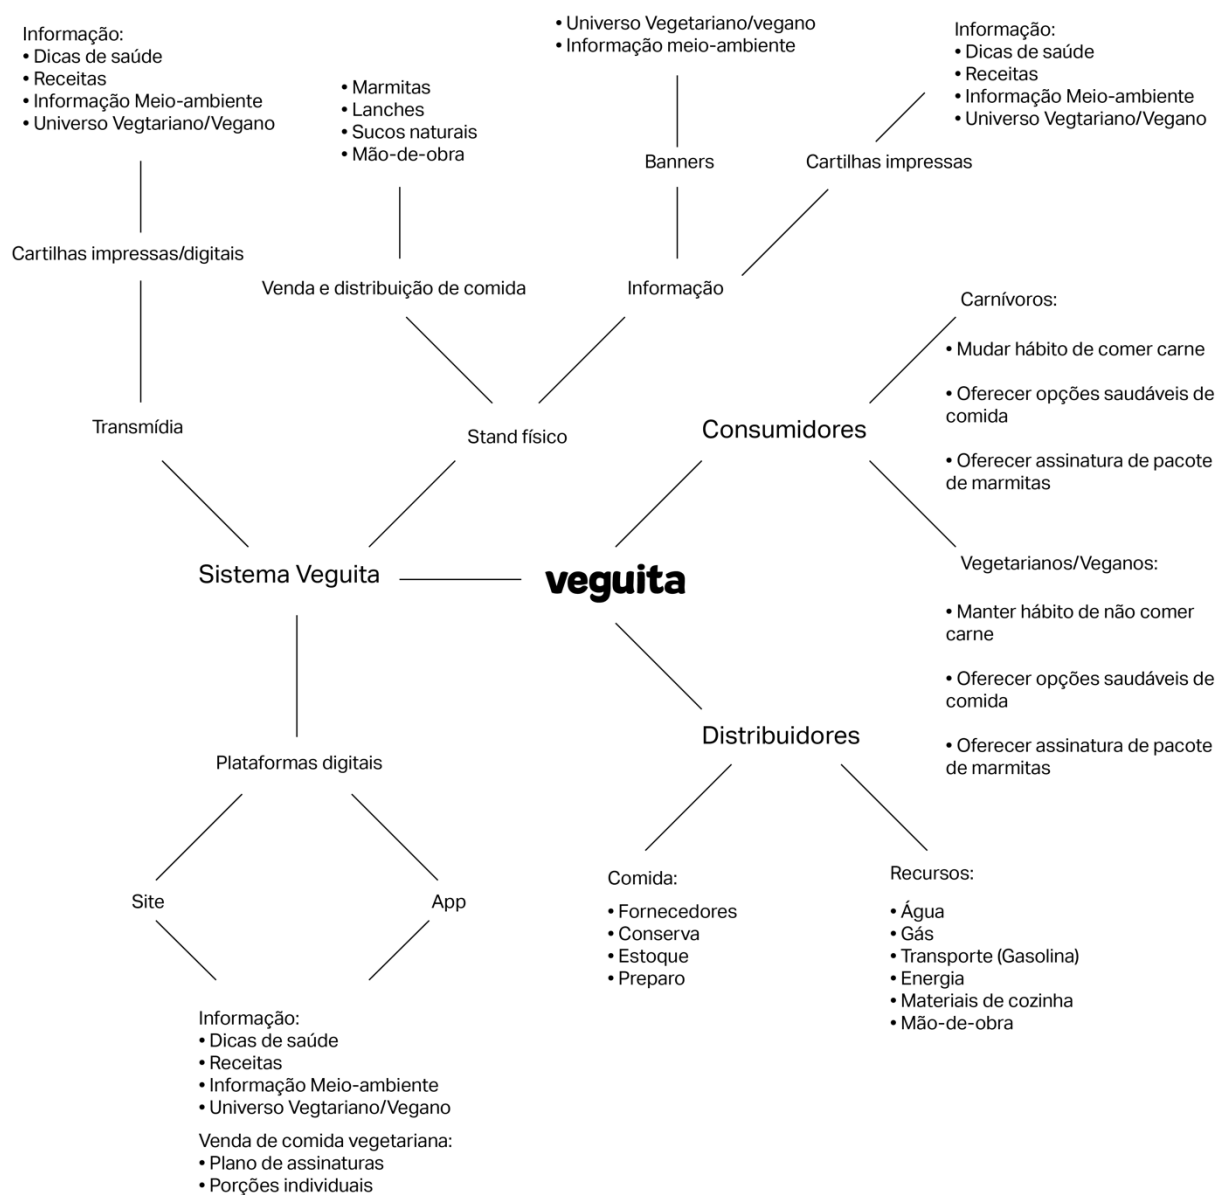 Informação:
• Dicas de saúde
• Receitas
• Informação Meio-ambiente
• Universo Vegtariano/Vegano
Cartilhas impressas/digitais
Transmídia
• Marmitas
• Lanches
• Sucos naturais
• Mão-de-obra
Venda e distribuição de comida
• Universo Vegetariano/vegano
• Informação meio-ambiente
Banners
Informação:
• Dicas de saúde
• Receitas
• Informação Meio-ambiente
• Universo Vegtariano/Vegano
Cartilhas impressas
Informação
Stand físico
Sistema Veguita
veguita
Consumidores
Carnívoros:
• Mudar hábito de comer carne
• Oferecer opções saudáveis de
comida
• Oferecer assinatura de pacote
de marmitas
Vegetarianos/Veganos:
• Manter hábito de não comer
carne
• Oferecer opções saudáveis de
comida
• Oferecer assinatura de pacote
de marmitas
Distribuidores
Comida:
• Fornecedores
• Conserva
• Estoque
• Preparo
Recursos:
• Água
• Gás
• Transporte (Gasolina)
• Energia
• Materiais de cozinha
• Mão-de-obra
Plataformas digitais
Site
App
Informação:
• Dicas de saúde
• Receitas
• Informação Meio-ambiente
• Universo Vegtariano/Vegano
Venda de comida vegetariana:
• Plano de assinaturas
• Porções individuais